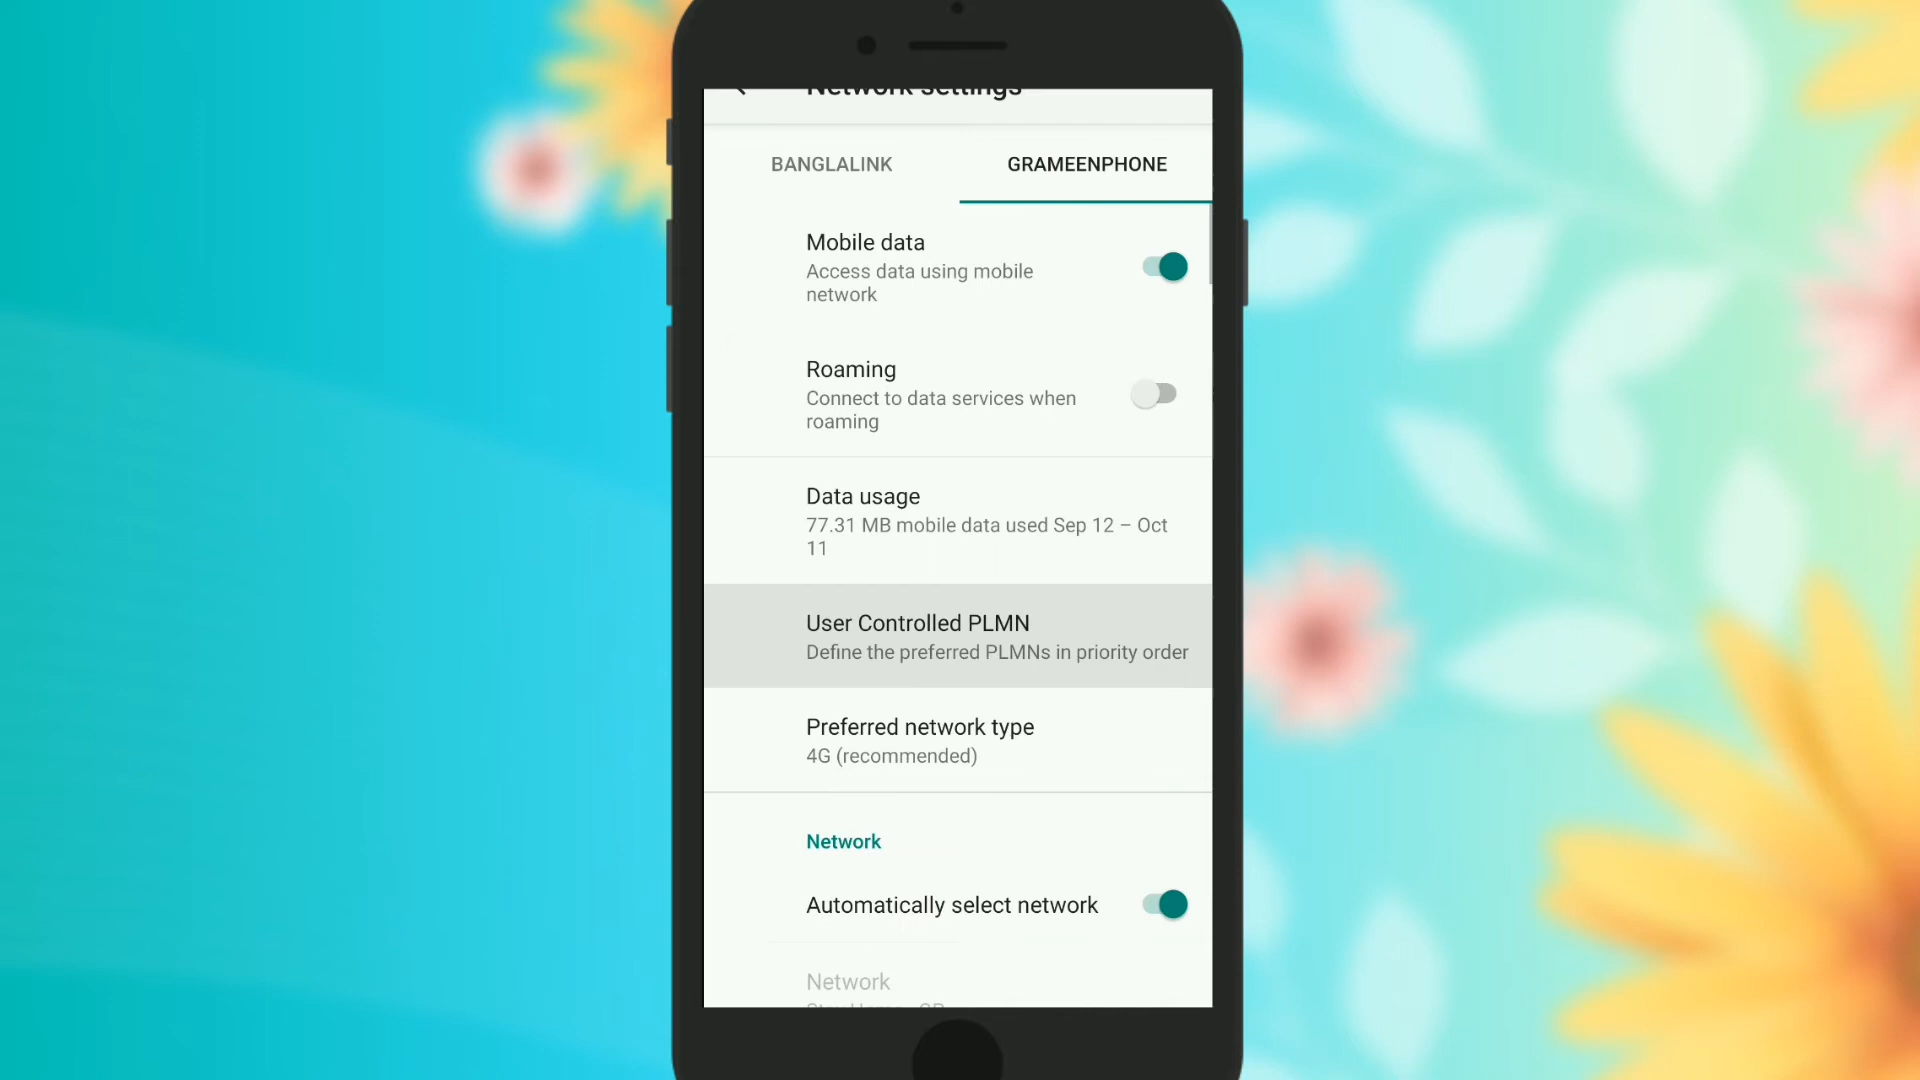 Network settings
BANGLALINK
GRAMEENPHONE
Mobile data
Access data using mobile
network
Roaming
Connect to data services when
roaming
Data usage
77.31 MB mobile data used Sep 12 – Oct
11
User Controlled PLMN
Define the preferred PLMNs in priority order
Preferred network type
4G (recommended)
Network
Automatically select network
Network